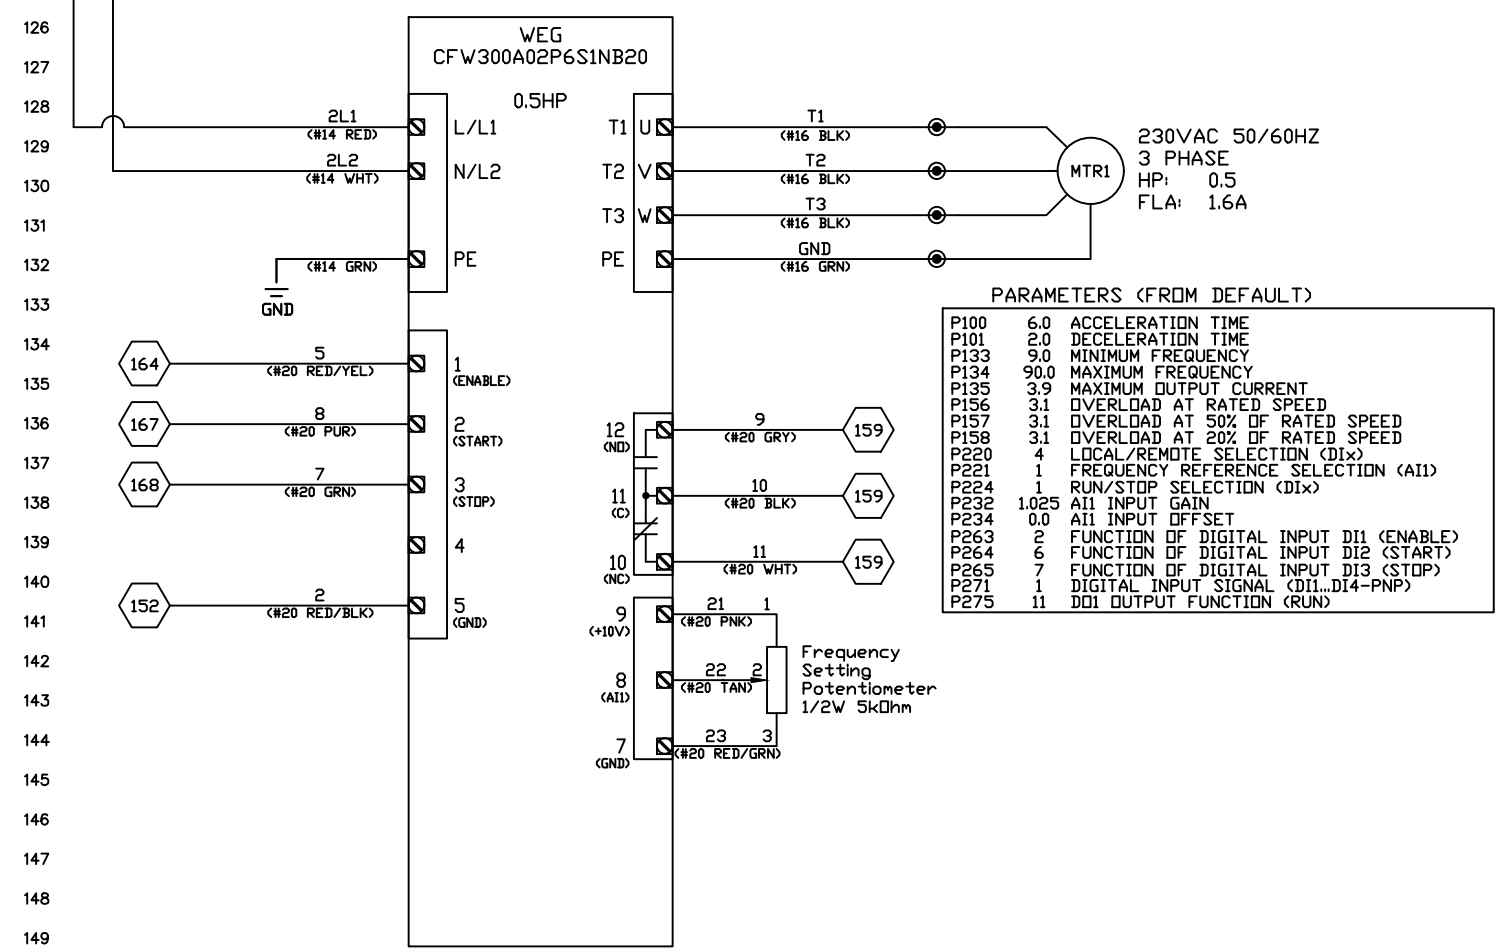 126
WEG
CFW300A02P6S1NB20
127
128
0.5HP
2L1
(#14 RED)
L/L1
T1 U
T1
(#16 BLK)
230VAC 50/60HZ
3 PHASE
HP: 0.5
FLA: 1.6A
129
2L2
(#14 WHT)
N/L2
T2 V
T2
(#16 BLK)
MTR1
130
131
T3 W
T3
(#16 BLK)
132
(#14 GRN)
PE
PE
GND
(#16 GRN)
133
GND
PARAMETERS (FROM DEFAULT)
P100 6.0 ACCELERATION TIME
P101 2.0 DECELERATION TIME
P133 9.0 MINIMUM FREQUENCY
P134 90.0 MAXIMUM FREQUENCY
P135 3.9 MAXIMUM OUTPUT CURRENT
P156 3.1 OVERLOAD AT RATED SPEED
P157 3.1 OVERLOAD AT 50% OF RATED SPEED
P158 3.1 OVERLOAD AT 20% OF RATED SPEED
P220 4 LOCAL/REMOTE SELECTION (DIx)
P221 1 FREQUENCY REFERENCE SELECTION (AI1)
P224 1 RUN/STOP SELECTION (DIx)
P232 1.025 AI1 INPUT GAIN
P234 0.0 AI1 INPUT OFFSET
P263 2 FUNCTION OF DIGITAL INPUT DI1 (ENABLE)
P264 6 FUNCTION OF DIGITAL INPUT DI2 (START)
P265 7 FUNCTION OF DIGITAL INPUT DI3 (STOP)
P271 1 DIGITAL INPUT SIGNAL (DI1...DI4-PNP)
P275 11 DO1 OUTPUT FUNCTION (RUN)
134
164
5
(#20 RED/YEL)
1
(ENABLE)
135
136
167
8
(#20 PUR)
2
(START)
12
(NO)
9
(#20 GRY)
159
137
168
7
(#20 GRN)
3
(STOP)
138
11
(C)
10
(#20 BLK)
159
139
4
10
(NC)
11
(#20 WHT)
159
140
152
2
(#20 RED/BLK)
5
(GND)
141
9
(+10V)
21
(#20 PNK)
1
142
8
(AI1)
22
(#20 TAN)
2
Frequency
Setting
Potentiometer
1/2W 5kOhm
143
144
7
(GND)
23
(#20 RED/GRN)
3
145
146
147
148
149